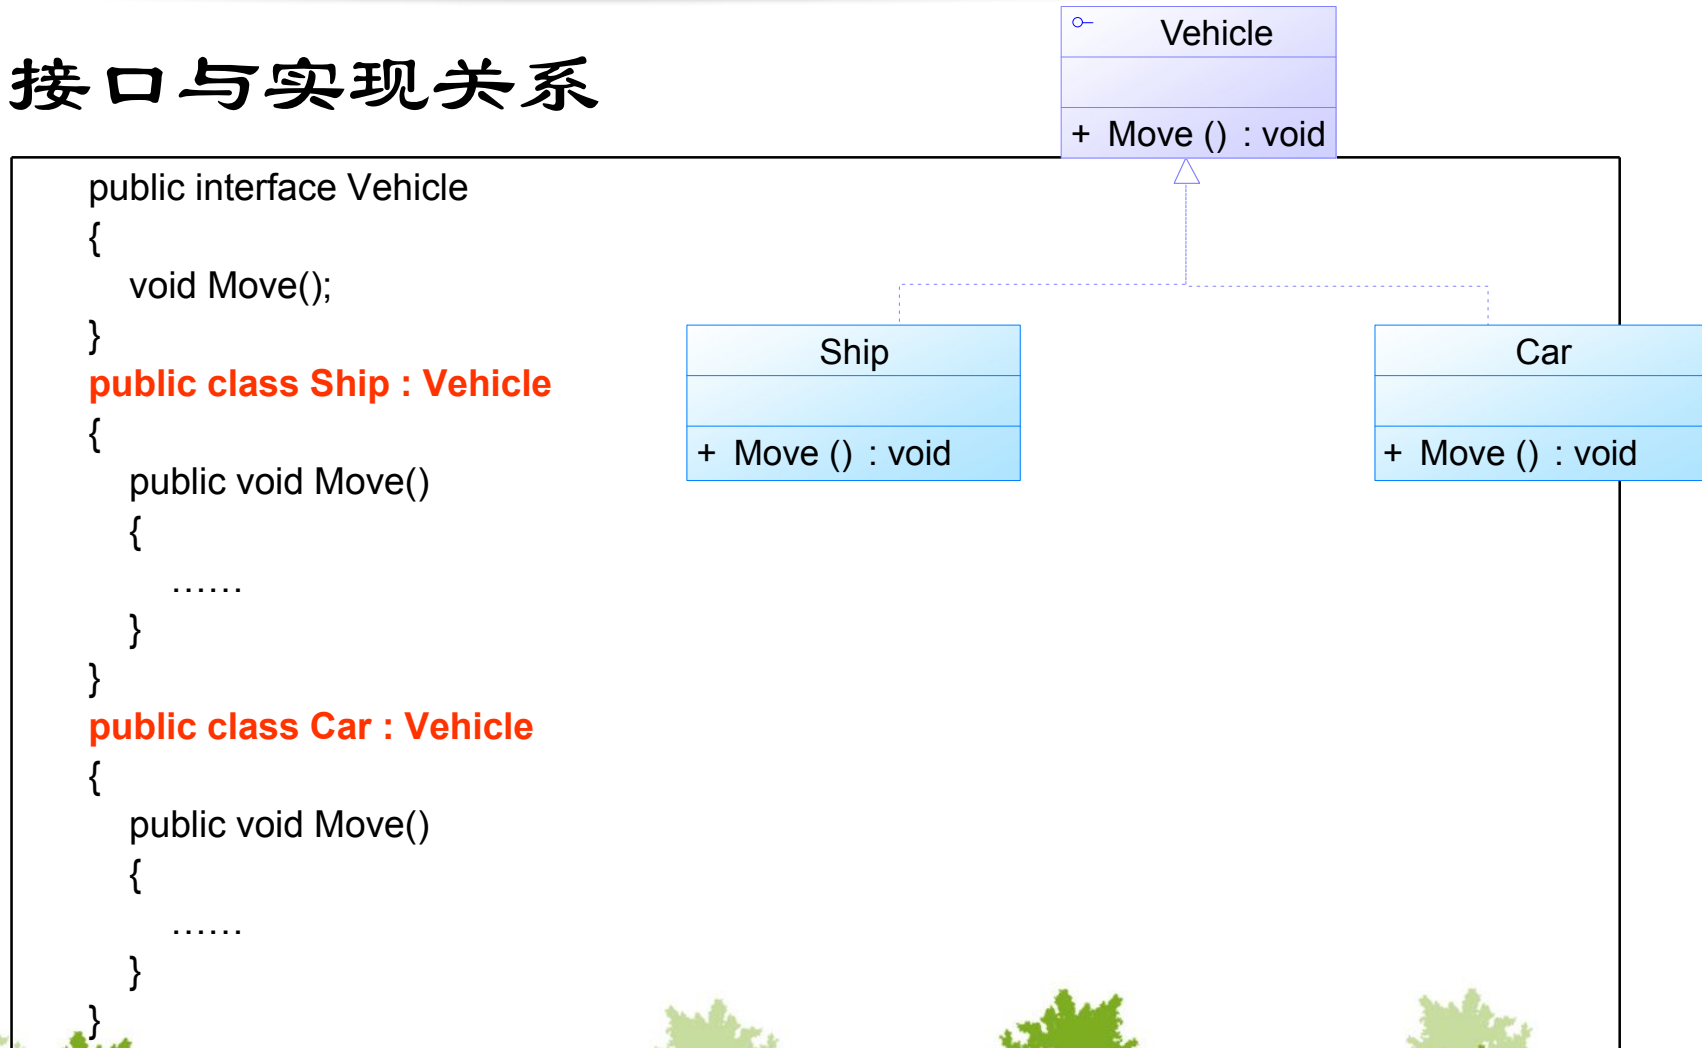 接口与实现关系
Vehicle
+ Move () : void
public interface Vehicle
{
void Move();
}
public class Ship : Vehicle
{
public void Move()
{
……
}
}
public class Car : Vehicle
{
public void Move()
{
……
}
}
Ship
+ Move () : void
Car
+ Move () : void